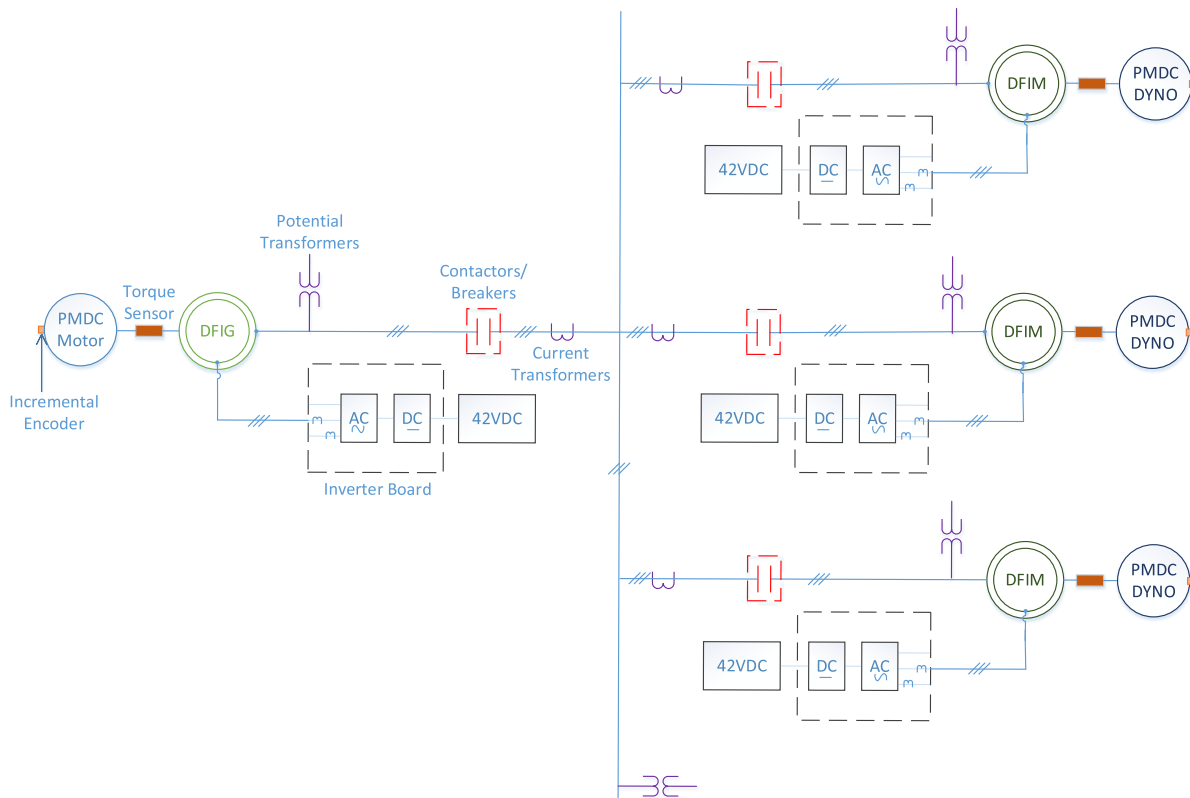 PMDC
DYNO
DFIM
42VDC
DC
AC
Potential
Transformers
Contactors/
Breakers
Torque
Sensor
PMDC
Motor
DFIG
Current
Transformers
DFIM
PMDC
DYNO
Incremental
Encoder
AC
DC
42VDC
Inverter Board
42VDC
DC
AC
DFIM
PMDC
DYNO
42VDC
DC
AC